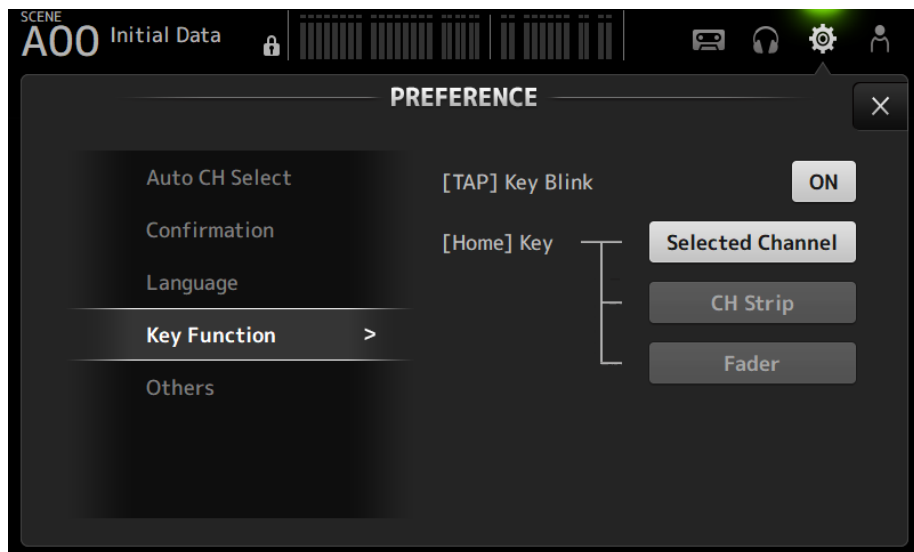 SCENE
A00 Initial Data
PREFERENCE
Auto CH Select
Confirmation
Language
Key Function >
Others
[TAP] Key Blink ON
[Home] Key Selected Channel
CH Strip
Fader